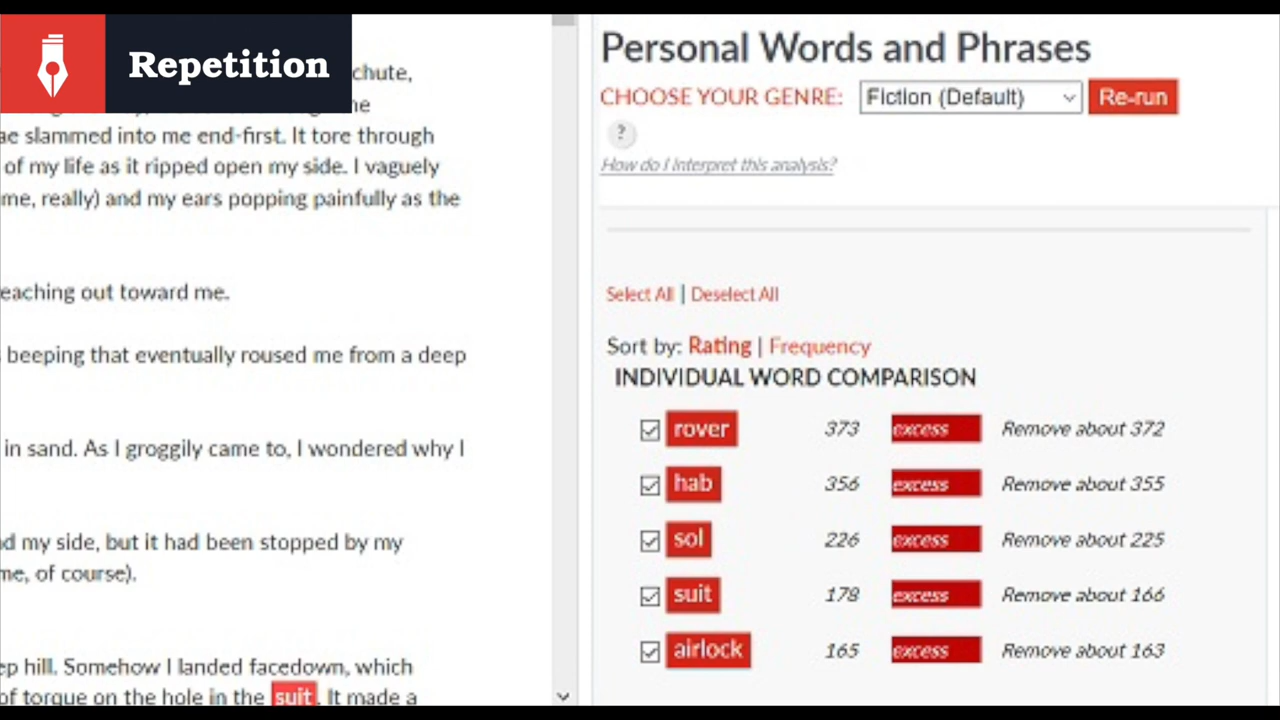 Repetition
chute,
ae slammed into me end-first. It tore through
of my life as it ripped open my side. I vaguely
me, really) and my ears popping painfully as the
eaching out toward me.
beeping that eventually roused me from a deep
in sand. As I groggily came to, I wondered why I
nd my side, but it had been stopped by my
me, of course).
ep hill. Somehow I landed facedown, which
of torque on the hole in the suit. It made a
Personal Words and Phrases
CHOOSE YOUR GENRE: Fiction (Default) Re-run
?
How do I interpret this analysis?
Select All | Deselect All
Sort by: Rating | Frequency
INDIVIDUAL WORD COMPARISON
rover 373 excess Remove about 372
hab 356 excess Remove about 355
sol 226 excess Remove about 225
suit 178 excess Remove about 166
airlock 165 excess Remove about 163